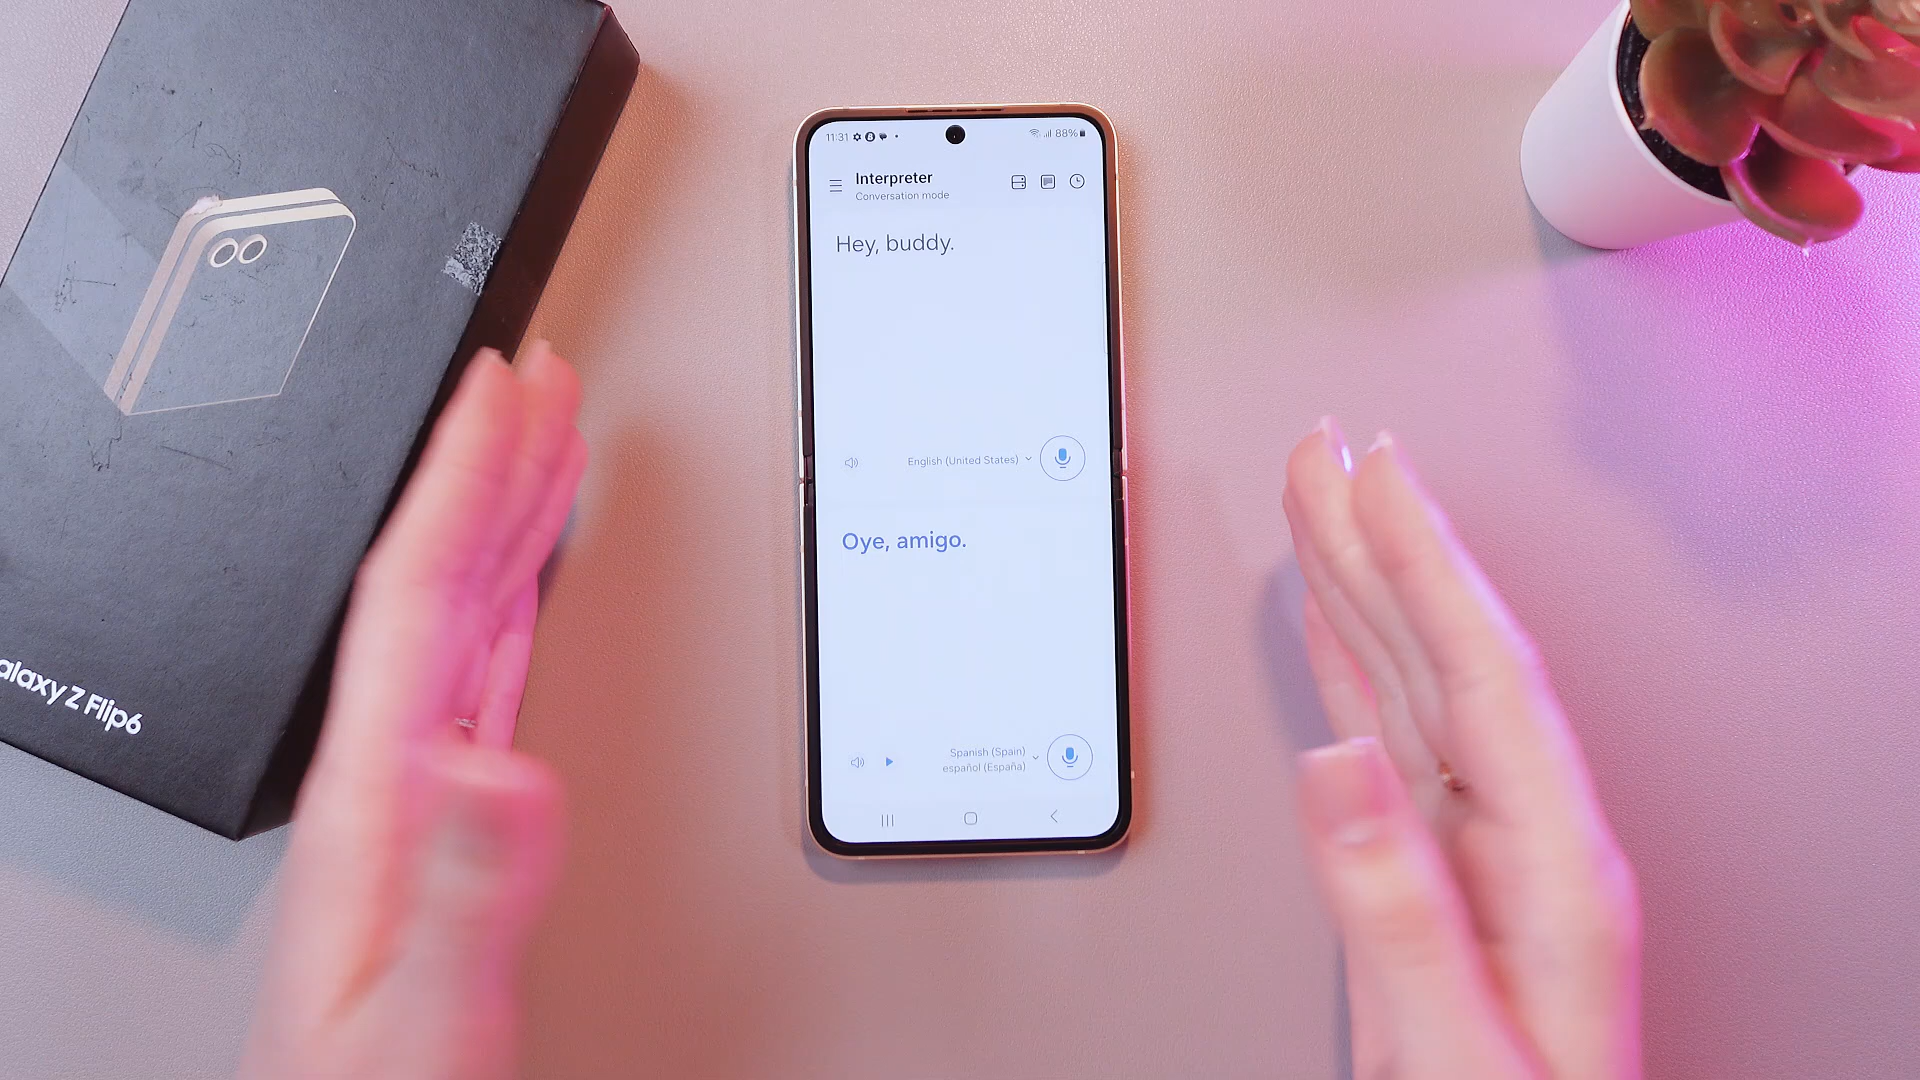 11:31
88%
Interpreter
Conversation mode
Hey, buddy.
English (United States)
Oye, amigo.
Spanish (Spain)
español (España)
alaxy Z Flip6